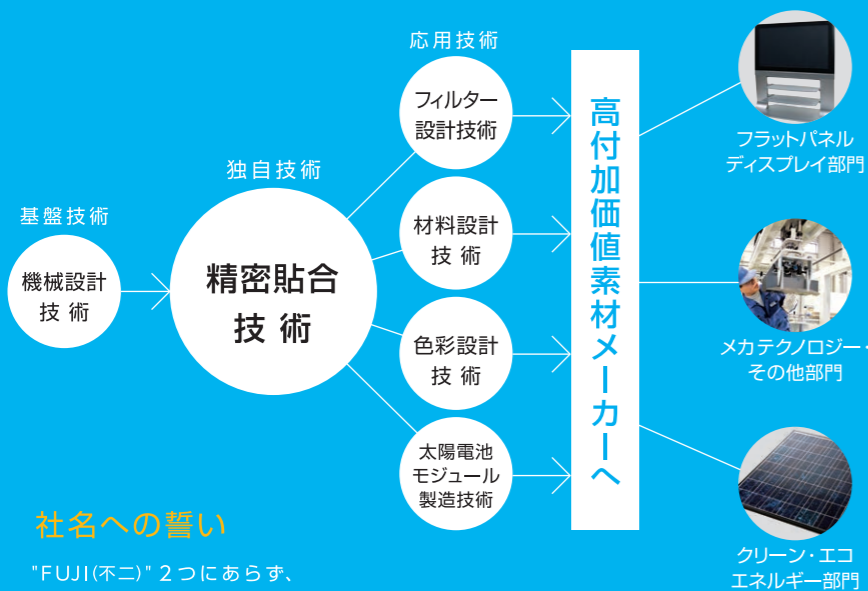 基盤技術
機械設計
技 術
独自技術
精密貼合
技 術
応用技術
フィルター
設計技術
材料設計
技 術
色彩設計
技 術
太陽電池
モジュール
製造技術
高付加価値素材メーカーへ
フラットパネル
ディスプレイ部門
メカテクノロジー・
その他部門
クリーン・エコ
エネルギー部門
社名への誓い
"FUJI(不二)" 2つにあらず、